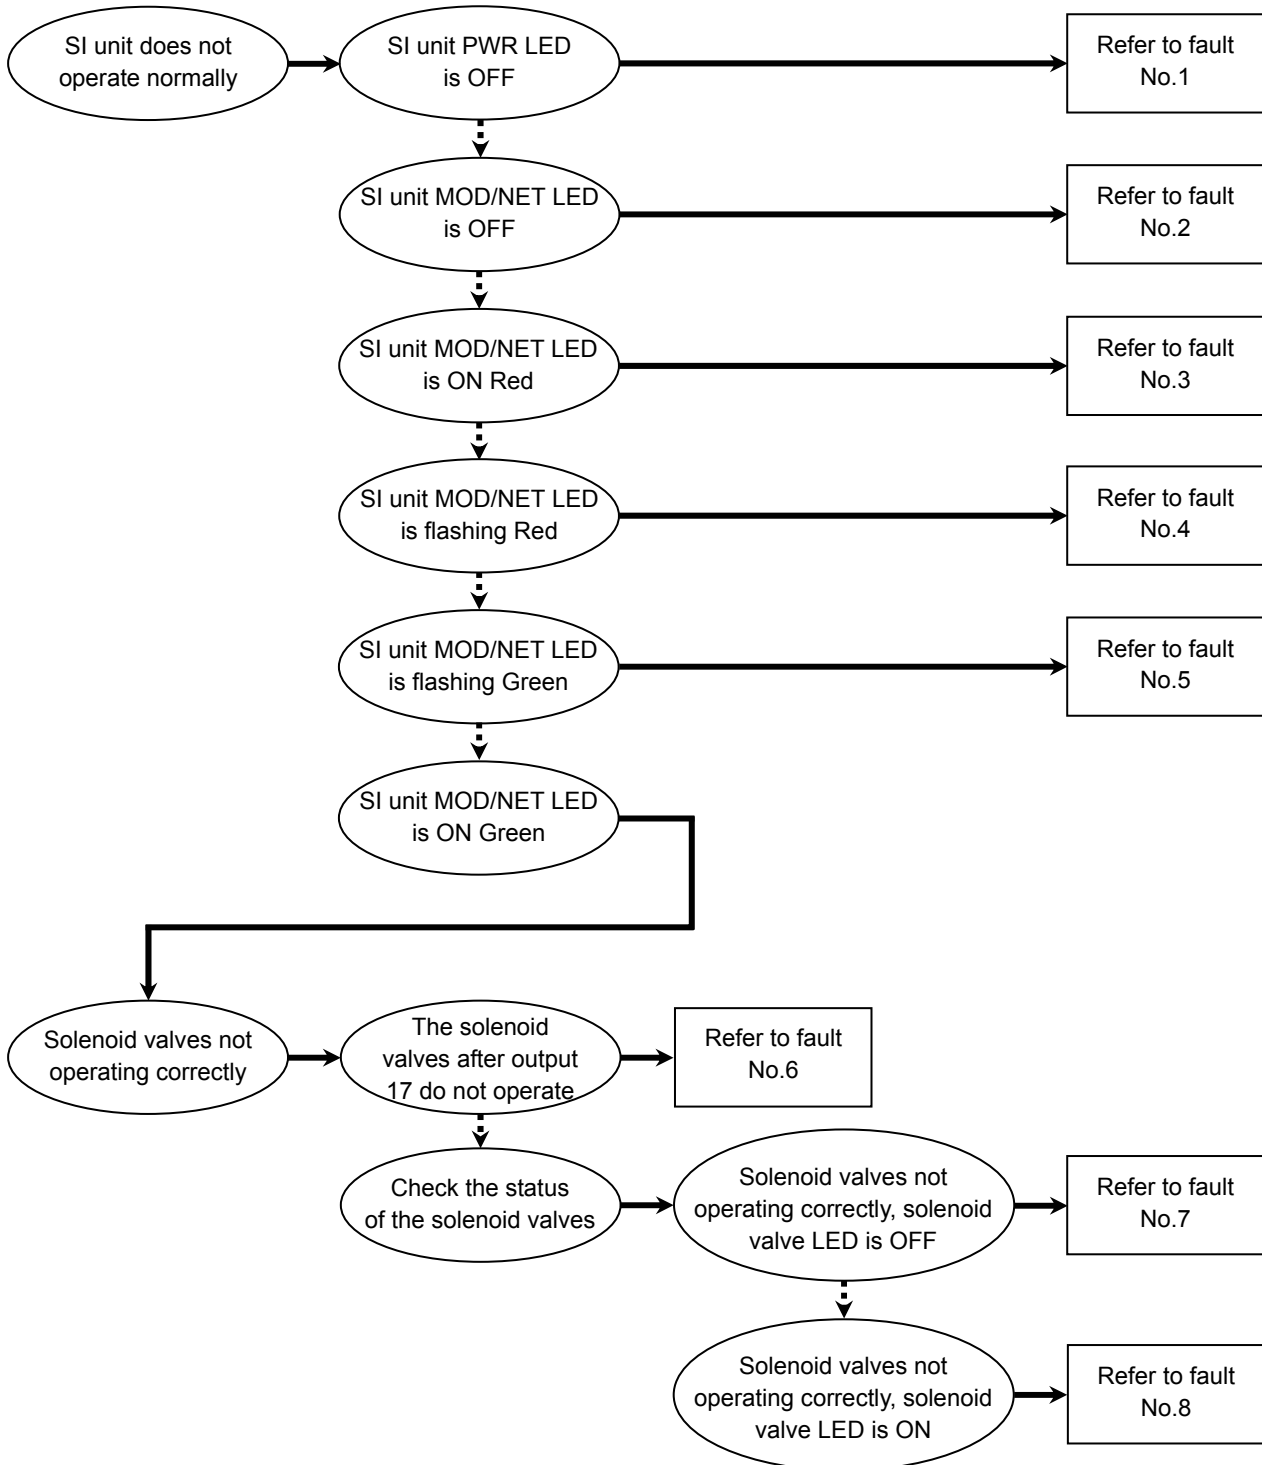 SI unit does not
operate normally
SI unit PWR LED
is OFF
Refer to fault
No.1
SI unit MOD/NET LED
is OFF
Refer to fault
No.2
SI unit MOD/NET LED
is ON Red
Refer to fault
No.3
SI unit MOD/NET LED
is flashing Red
Refer to fault
No.4
SI unit MOD/NET LED
is flashing Green
Refer to fault
No.5
SI unit MOD/NET LED
is ON Green
Solenoid valves not
operating correctly
The solenoid
valves after output
17 do not operate
Refer to fault
No.6
Check the status
of the solenoid valves
Solenoid valves not
operating correctly, solenoid
valve LED is OFF
Refer to fault
No.7
Solenoid valves not
operating correctly, solenoid
valve LED is ON
Refer to fault
No.8